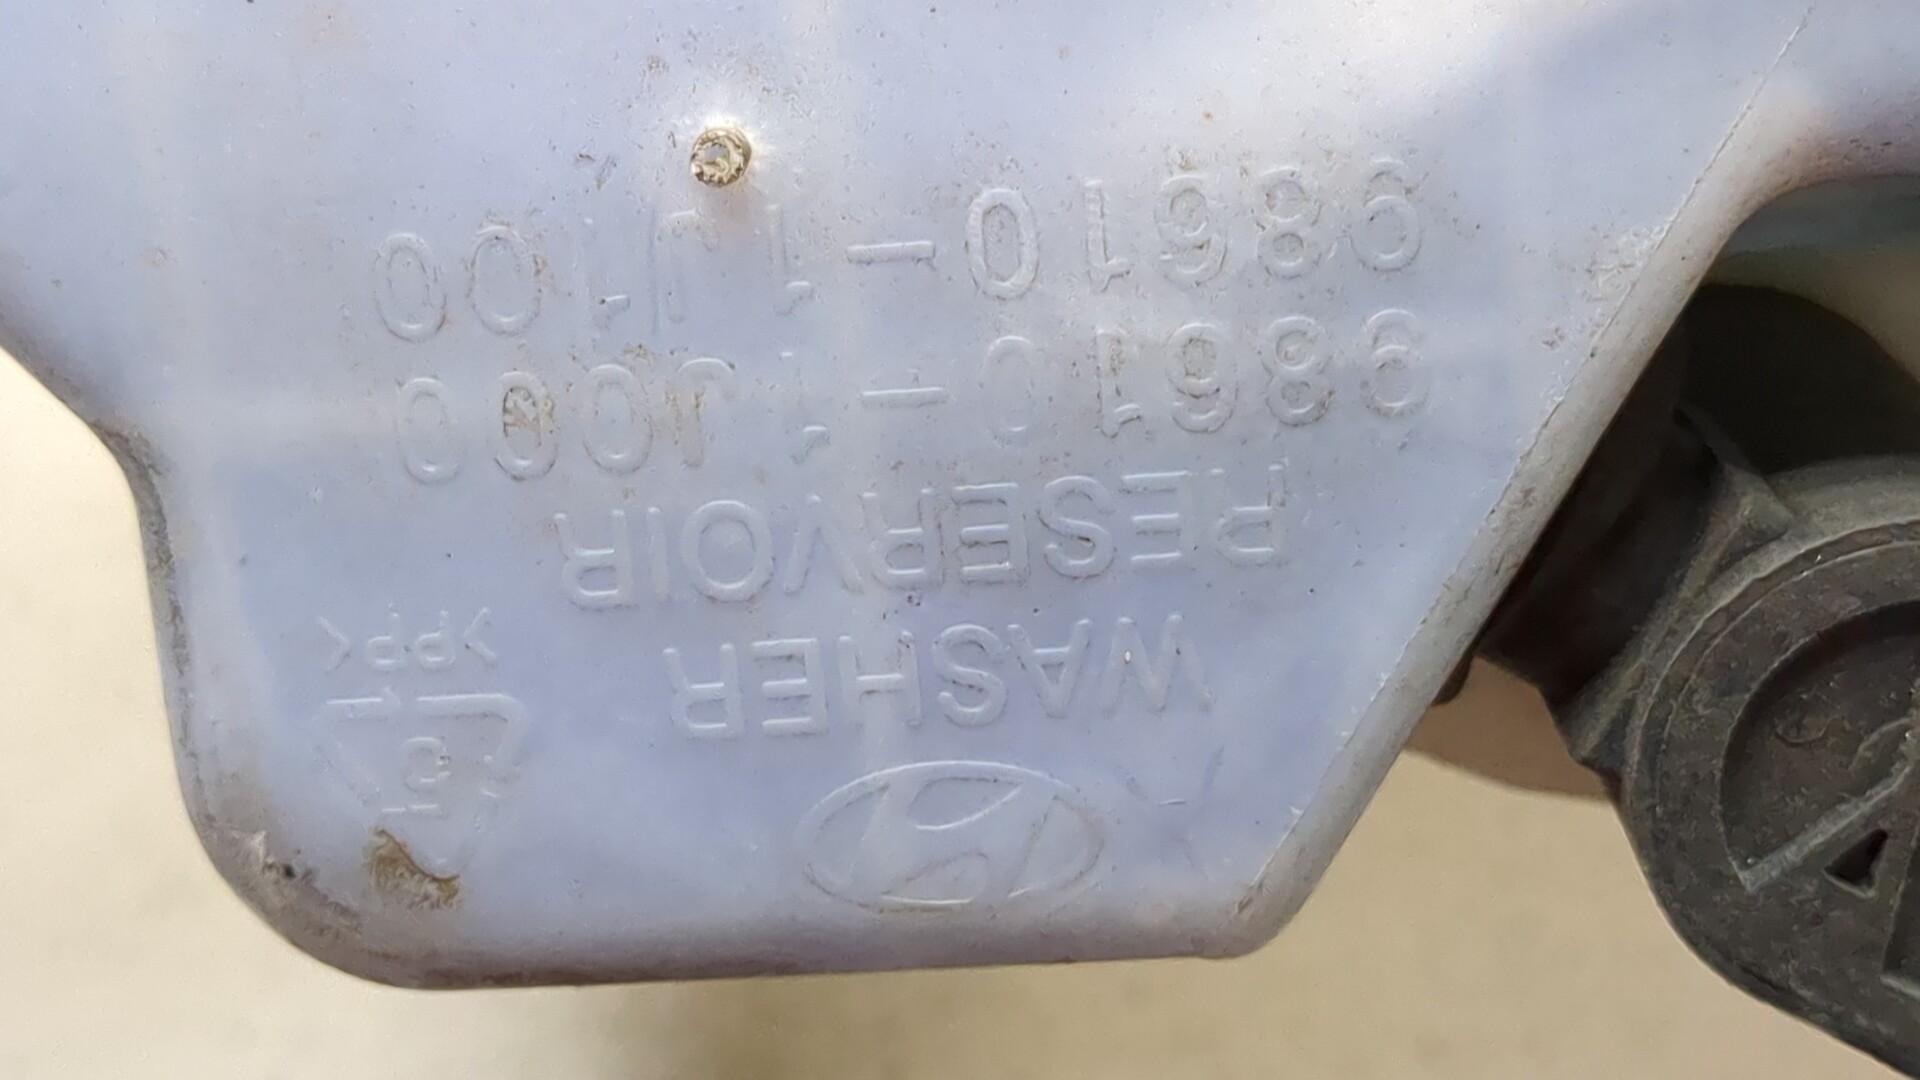 WASHER
RESERVOIR
>PP<
98610-1J000
98610-1J100